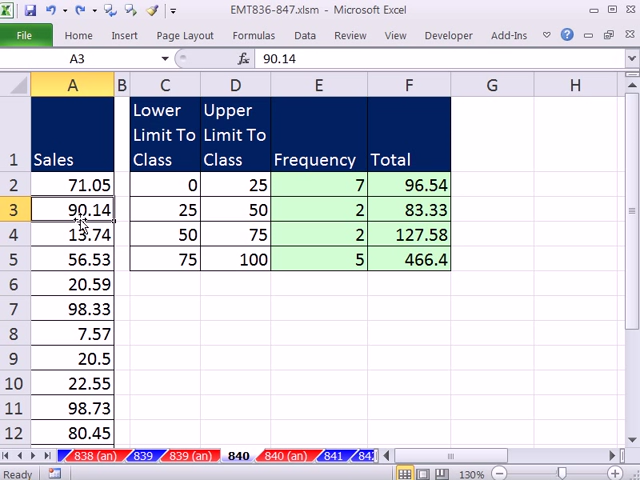 EMT836-847.xlsm - Microsoft Excel
File Home Insert Page Layout Formulas Data Review View Developer Add-Ins
A3 fx 90.14
A B C D E F G H
1 Sales Lower Limit To Class Upper Limit To Class Frequency Total
2 71.05 0 25 7 96.54
3 90.14 25 50 2 83.33
4 13.74 50 75 2 127.58
5 56.53 75 100 5 466.4
6 20.59
7 98.33
8 7.57
9 20.5
10 22.55
11 98.73
12 80.45
838 (an) 839 839 (an) 840 840 (an) 841
Ready 130%